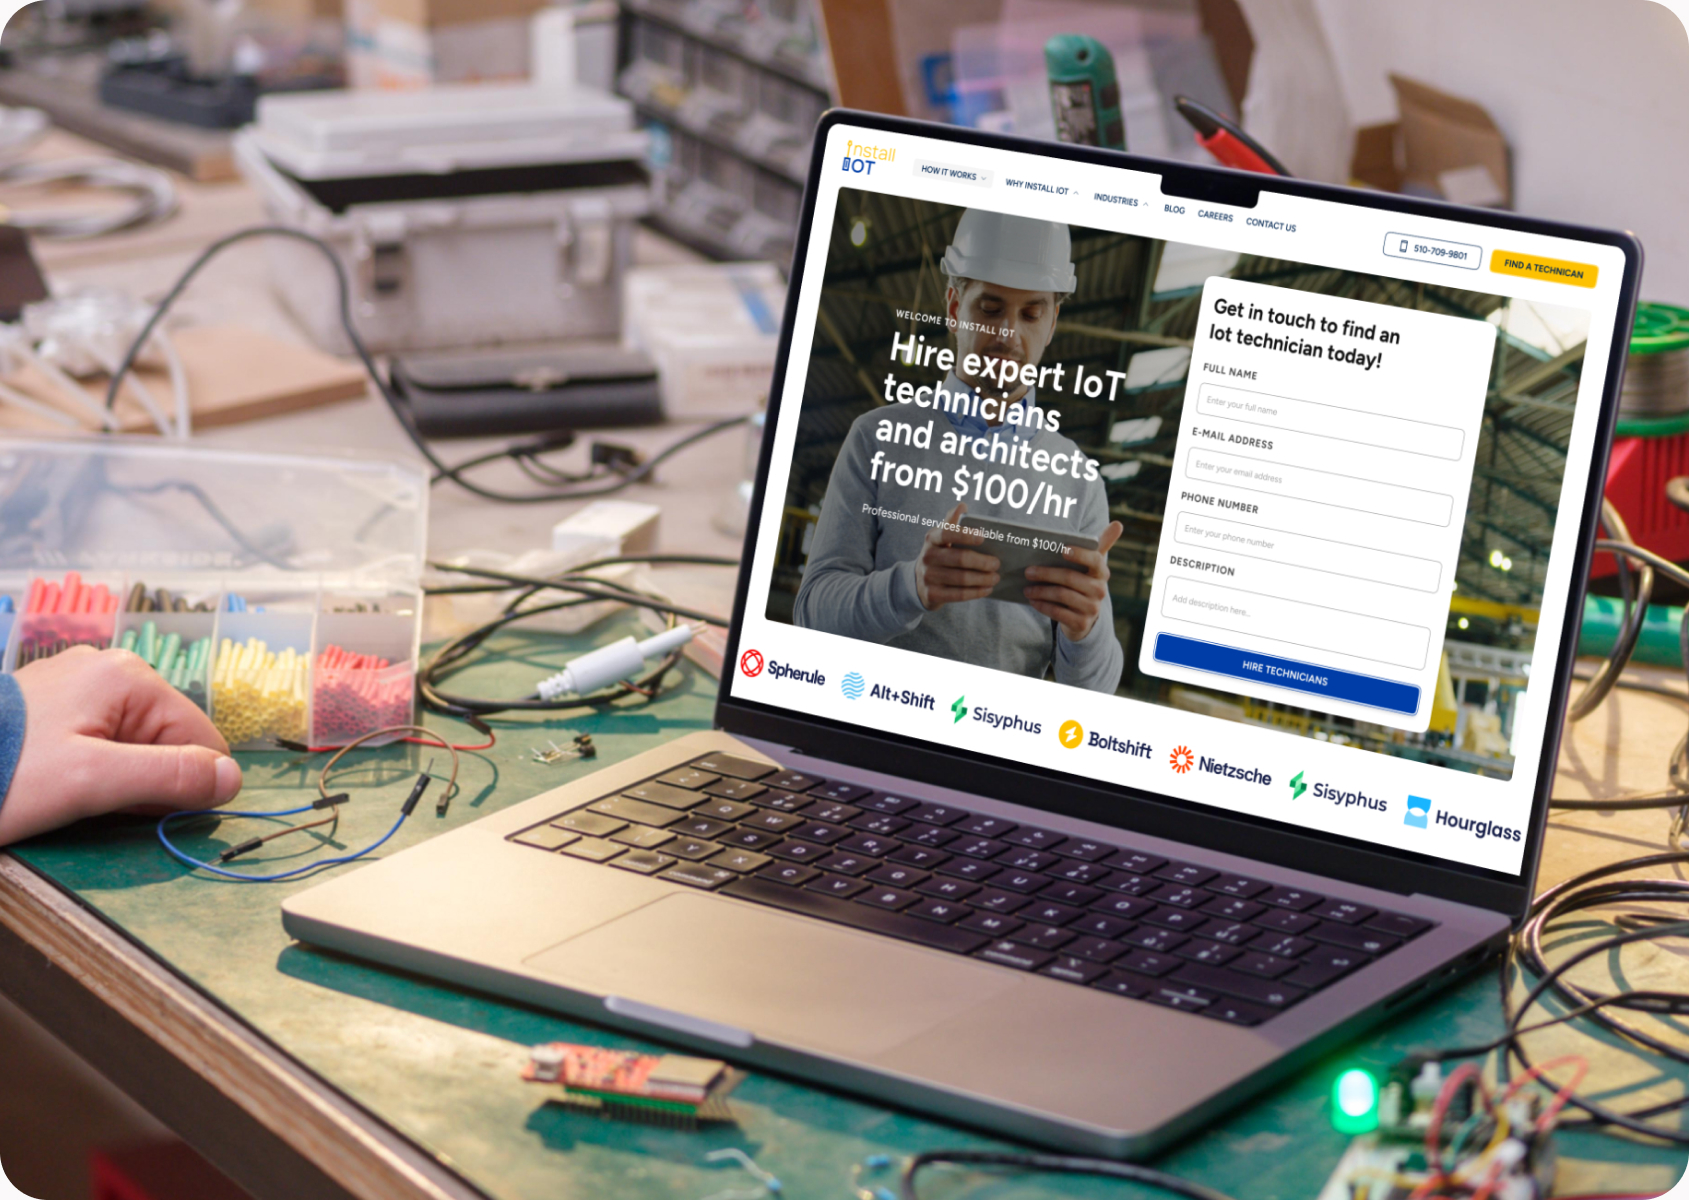 install
IOT
HOW IT WORKS
WHY INSTALL IOT
INDUSTRIES
BLOG
CAREERS
CONTACT US
510-709-9801
FIND A TECHNICAN
WELCOME TO INSTALL IOT
Hire expert IoT
technicians
and architects
from $100/hr
Professional services available from $100/hr
Get in touch to find an
Iot technician today!
FULL NAME
Enter your full name
E-MAIL ADDRESS
Enter your email address
PHONE NUMBER
Enter your phone number
DESCRIPTION
Add description here..
HIRE TECHNICIANS
Spherule
Alt+Shift
Sisyphus
Boltshift
Nietzsche
Sisyphus
Hourglass
Q W E R T Z U I O P
A S D F G H J K L
Y X C V B N M
command
command
option